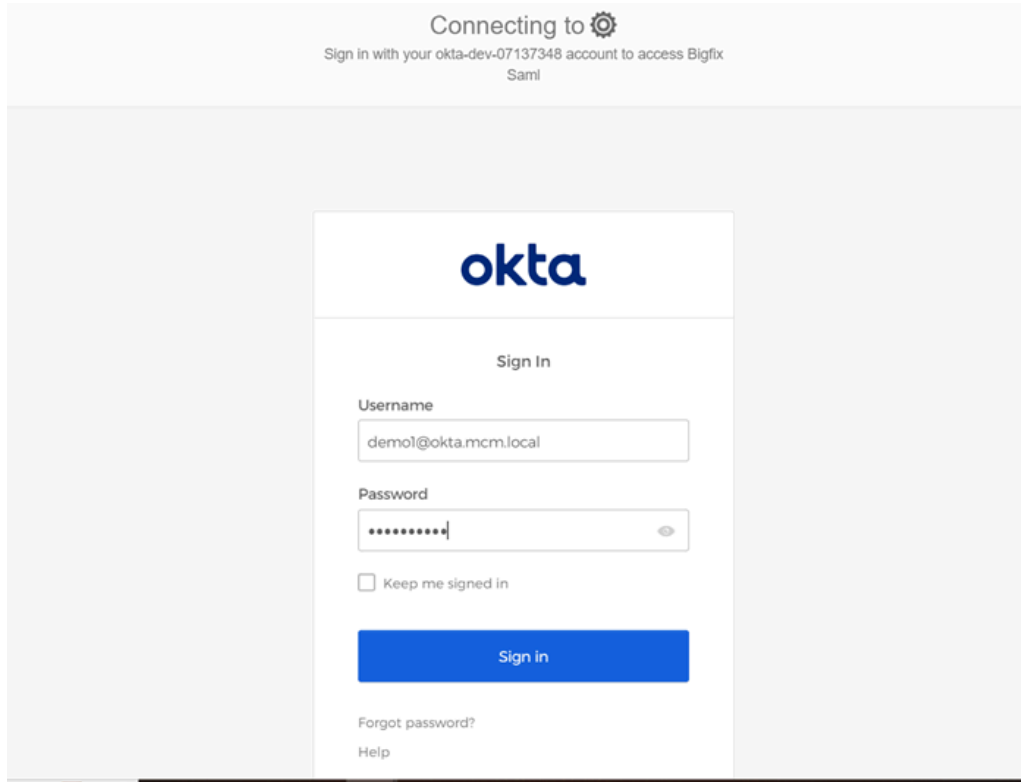 Connecting to
Sign in with your okta-dev-07137348 account to access Bigfix
Saml
okta
Sign In
Username
demo1@okta.mcm.local
Password
••••••••••
Keep me signed in
Sign in
Forgot password?
Help